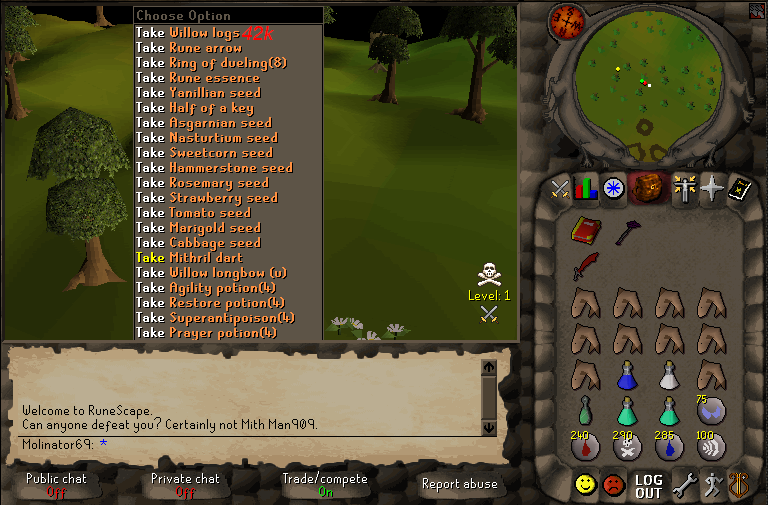 Choose Option
Take Willow logs 42k
Take Rune arrow
Take Ring of dueling(8)
Take Rune essence
Take Yanillian seed
Take Half of a key
Take Asgarnian seed
Take Nasturtium seed
Take Sweetcorn seed
Take Hammerstone seed
Take Rosemary seed
Take Strawberry seed
Take Tomato seed
Take Marigold seed
Take Cabbage seed
Take Mithril dart
Take Willow longbow (u)
Take Agility potion(4)
Take Restore potion(4)
Take Superantipoison(4)
Take Prayer potion(4)
Level: 1
Welcome to RuneScape.
Can anyone defeat you? Certainly not Mith Man909.
Molinator69: *
Public chat
Off
Private chat
Off
Trade/compete
On
Report abuse
75
240
290
285
100
LOG
OUT